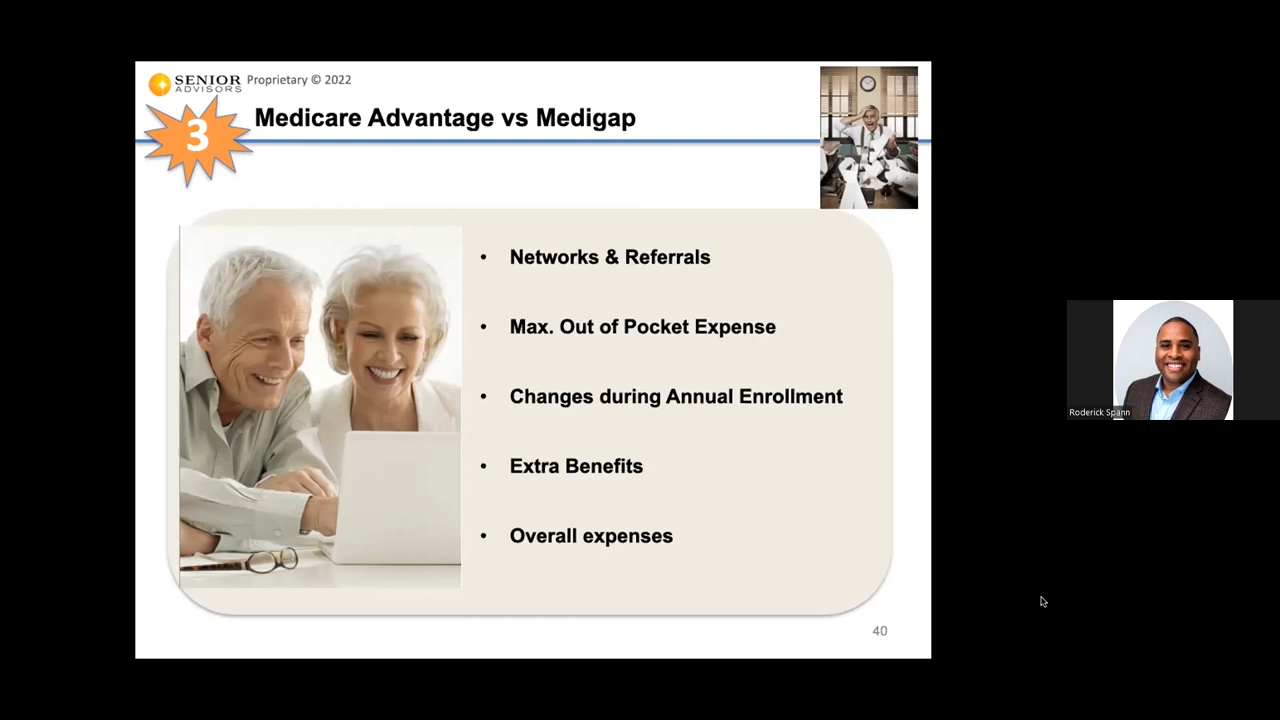 SENIOR
ADVISORS
Proprietary © 2022
3
Medicare Advantage vs Medigap
• Networks & Referrals
• Max. Out of Pocket Expense
• Changes during Annual Enrollment
• Extra Benefits
• Overall expenses
40
Roderick Spann